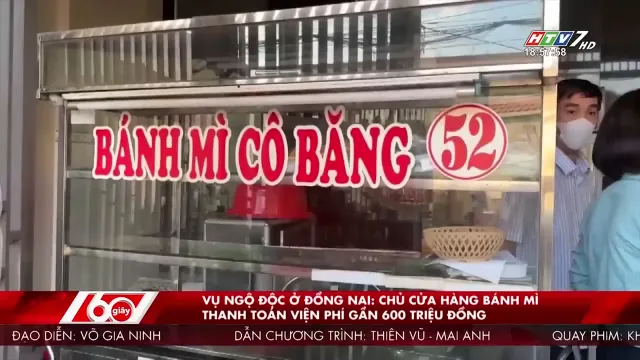 HTV7 HD
18:57:58
BÁNH MÌ CÔ BĂNG 52
60 giây
VỤ NGỘ ĐỘC Ở ĐỒNG NAI: CHỦ CỬA HÀNG BÁNH MÌ
THANH TOÁN VIỆN PHÍ GẦN 600 TRIỆU ĐỒNG
ĐẠO DIỄN: VÕ GIA NINH DẪN CHƯƠNG TRÌNH: THIÊN VŨ - MAI ANH QUAY PHIM: KH